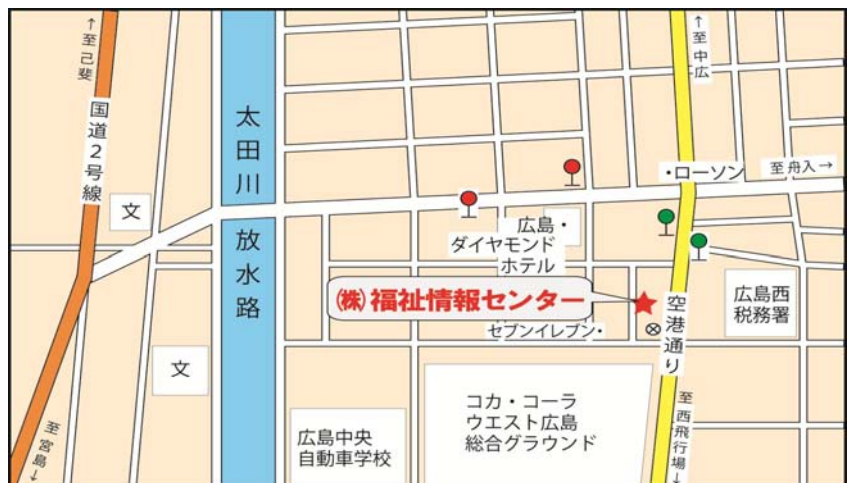 ↑至己斐
国道2号線
文
文
至宮島↓
太田川放水路
↑至中広
・ローソン
至舟入→
広島・
ダイヤモンド
ホテル
㈱福祉情報センター
セブンイレブン・
空港通り
広島西
税務署
コカ・コーラ
ウエスト広島
総合グラウンド
広島中央
自動車学校
至西飛行場↓